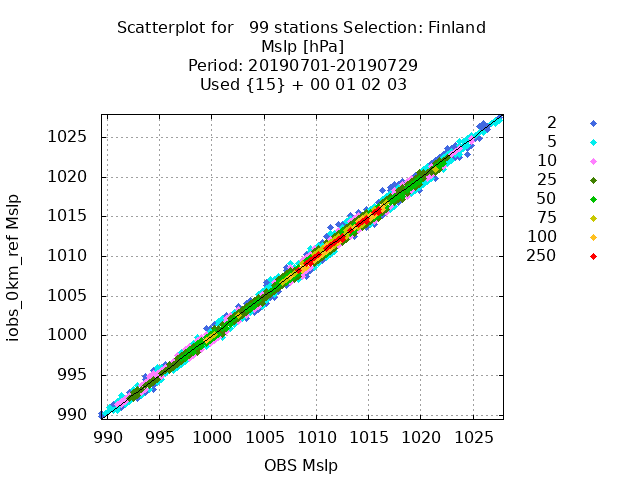 Scatterplot for   99 stations Selection: Finland
Mslp [hPa]
Period: 20190701-20190729
Used {15} + 00 01 02 03
2
5
10
25
50
75
100
250
iobs_0km_ref Mslp
1025
1020
1015
1010
1005
1000
995
990
990 995 1000 1005 1010 1015 1020 1025
OBS Mslp